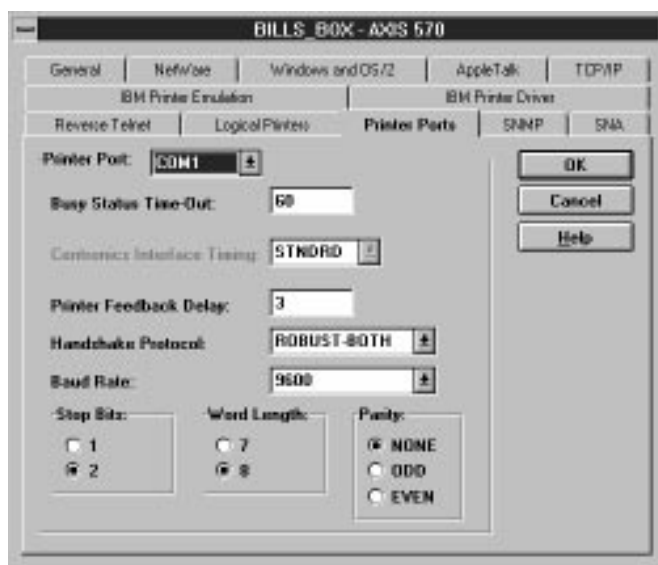 BILLS_BOX - AXIS 570
General NetWare Windows and OS/2 AppleTalk TCP/IP
IBM Printer Emulation IBM Printer Driver
Reverse Telnet Logical Printers Printer Ports SNMP SNA
Printer Port: COM1
OK
Busy Status Time-Out: 60
Cancel
Help
Centronics Interface Timing: STNDRD
Printer Feedback Delay: 3
Handshake Protocol: ROBUST-BOTH
Baud Rate: 9600
Stop Bits: Word Length: Parity:
1 7 NONE
2 8 ODD
EVEN